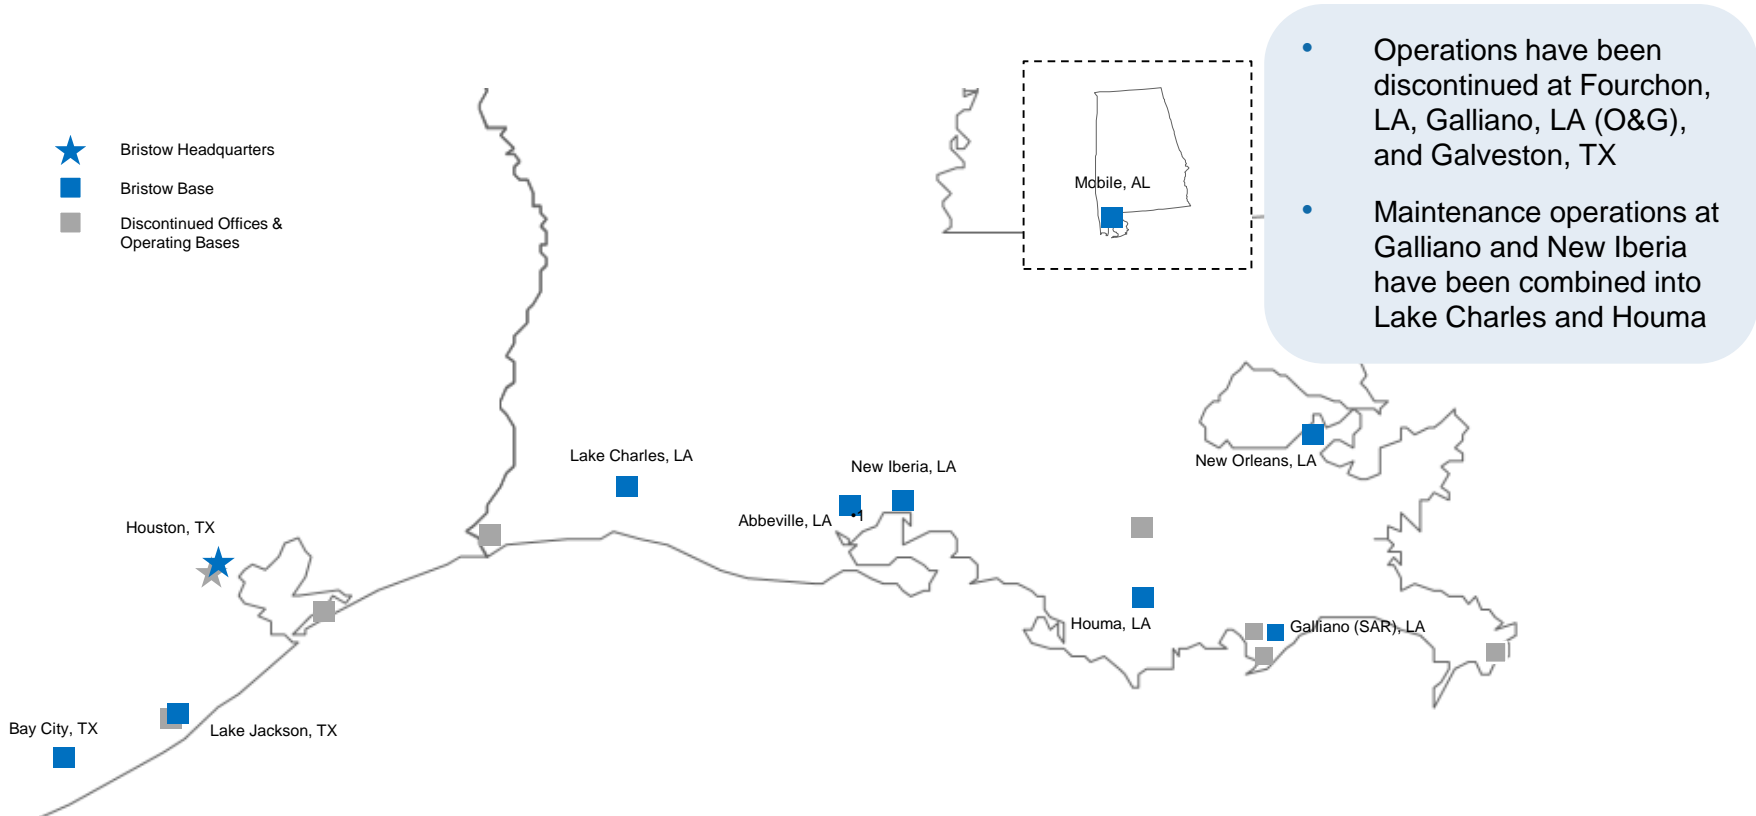 Bristow Headquarters
Bristow Base
Discontinued Offices &
Operating Bases
Mobile, AL
• Operations have been
discontinued at Fourchon,
LA, Galliano, LA (O&G),
and Galveston, TX
• Maintenance operations at
Galliano and New Iberia
have been combined into
Lake Charles and Houma
Lake Charles, LA
New Iberia, LA
New Orleans, LA
Abbeville, LA
•1
Houston, TX
Houma, LA
Galliano (SAR), LA
Bay City, TX
Lake Jackson, TX